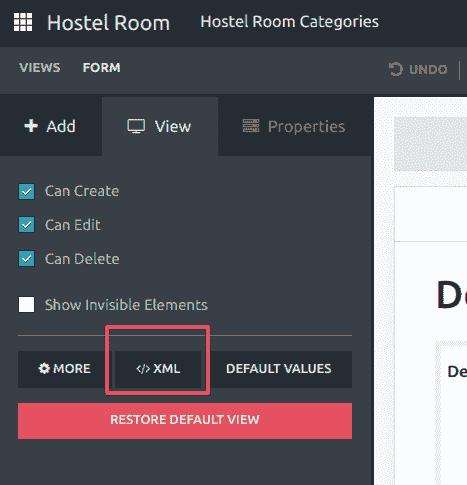 Hostel Room Hostel Room Categories
VIEWS FORM UNDO
Add View Properties
Can Create
Can Edit
Can Delete
Show Invisible Elements
MORE </> XML DEFAULT VALUES
RESTORE DEFAULT VIEW
De
De